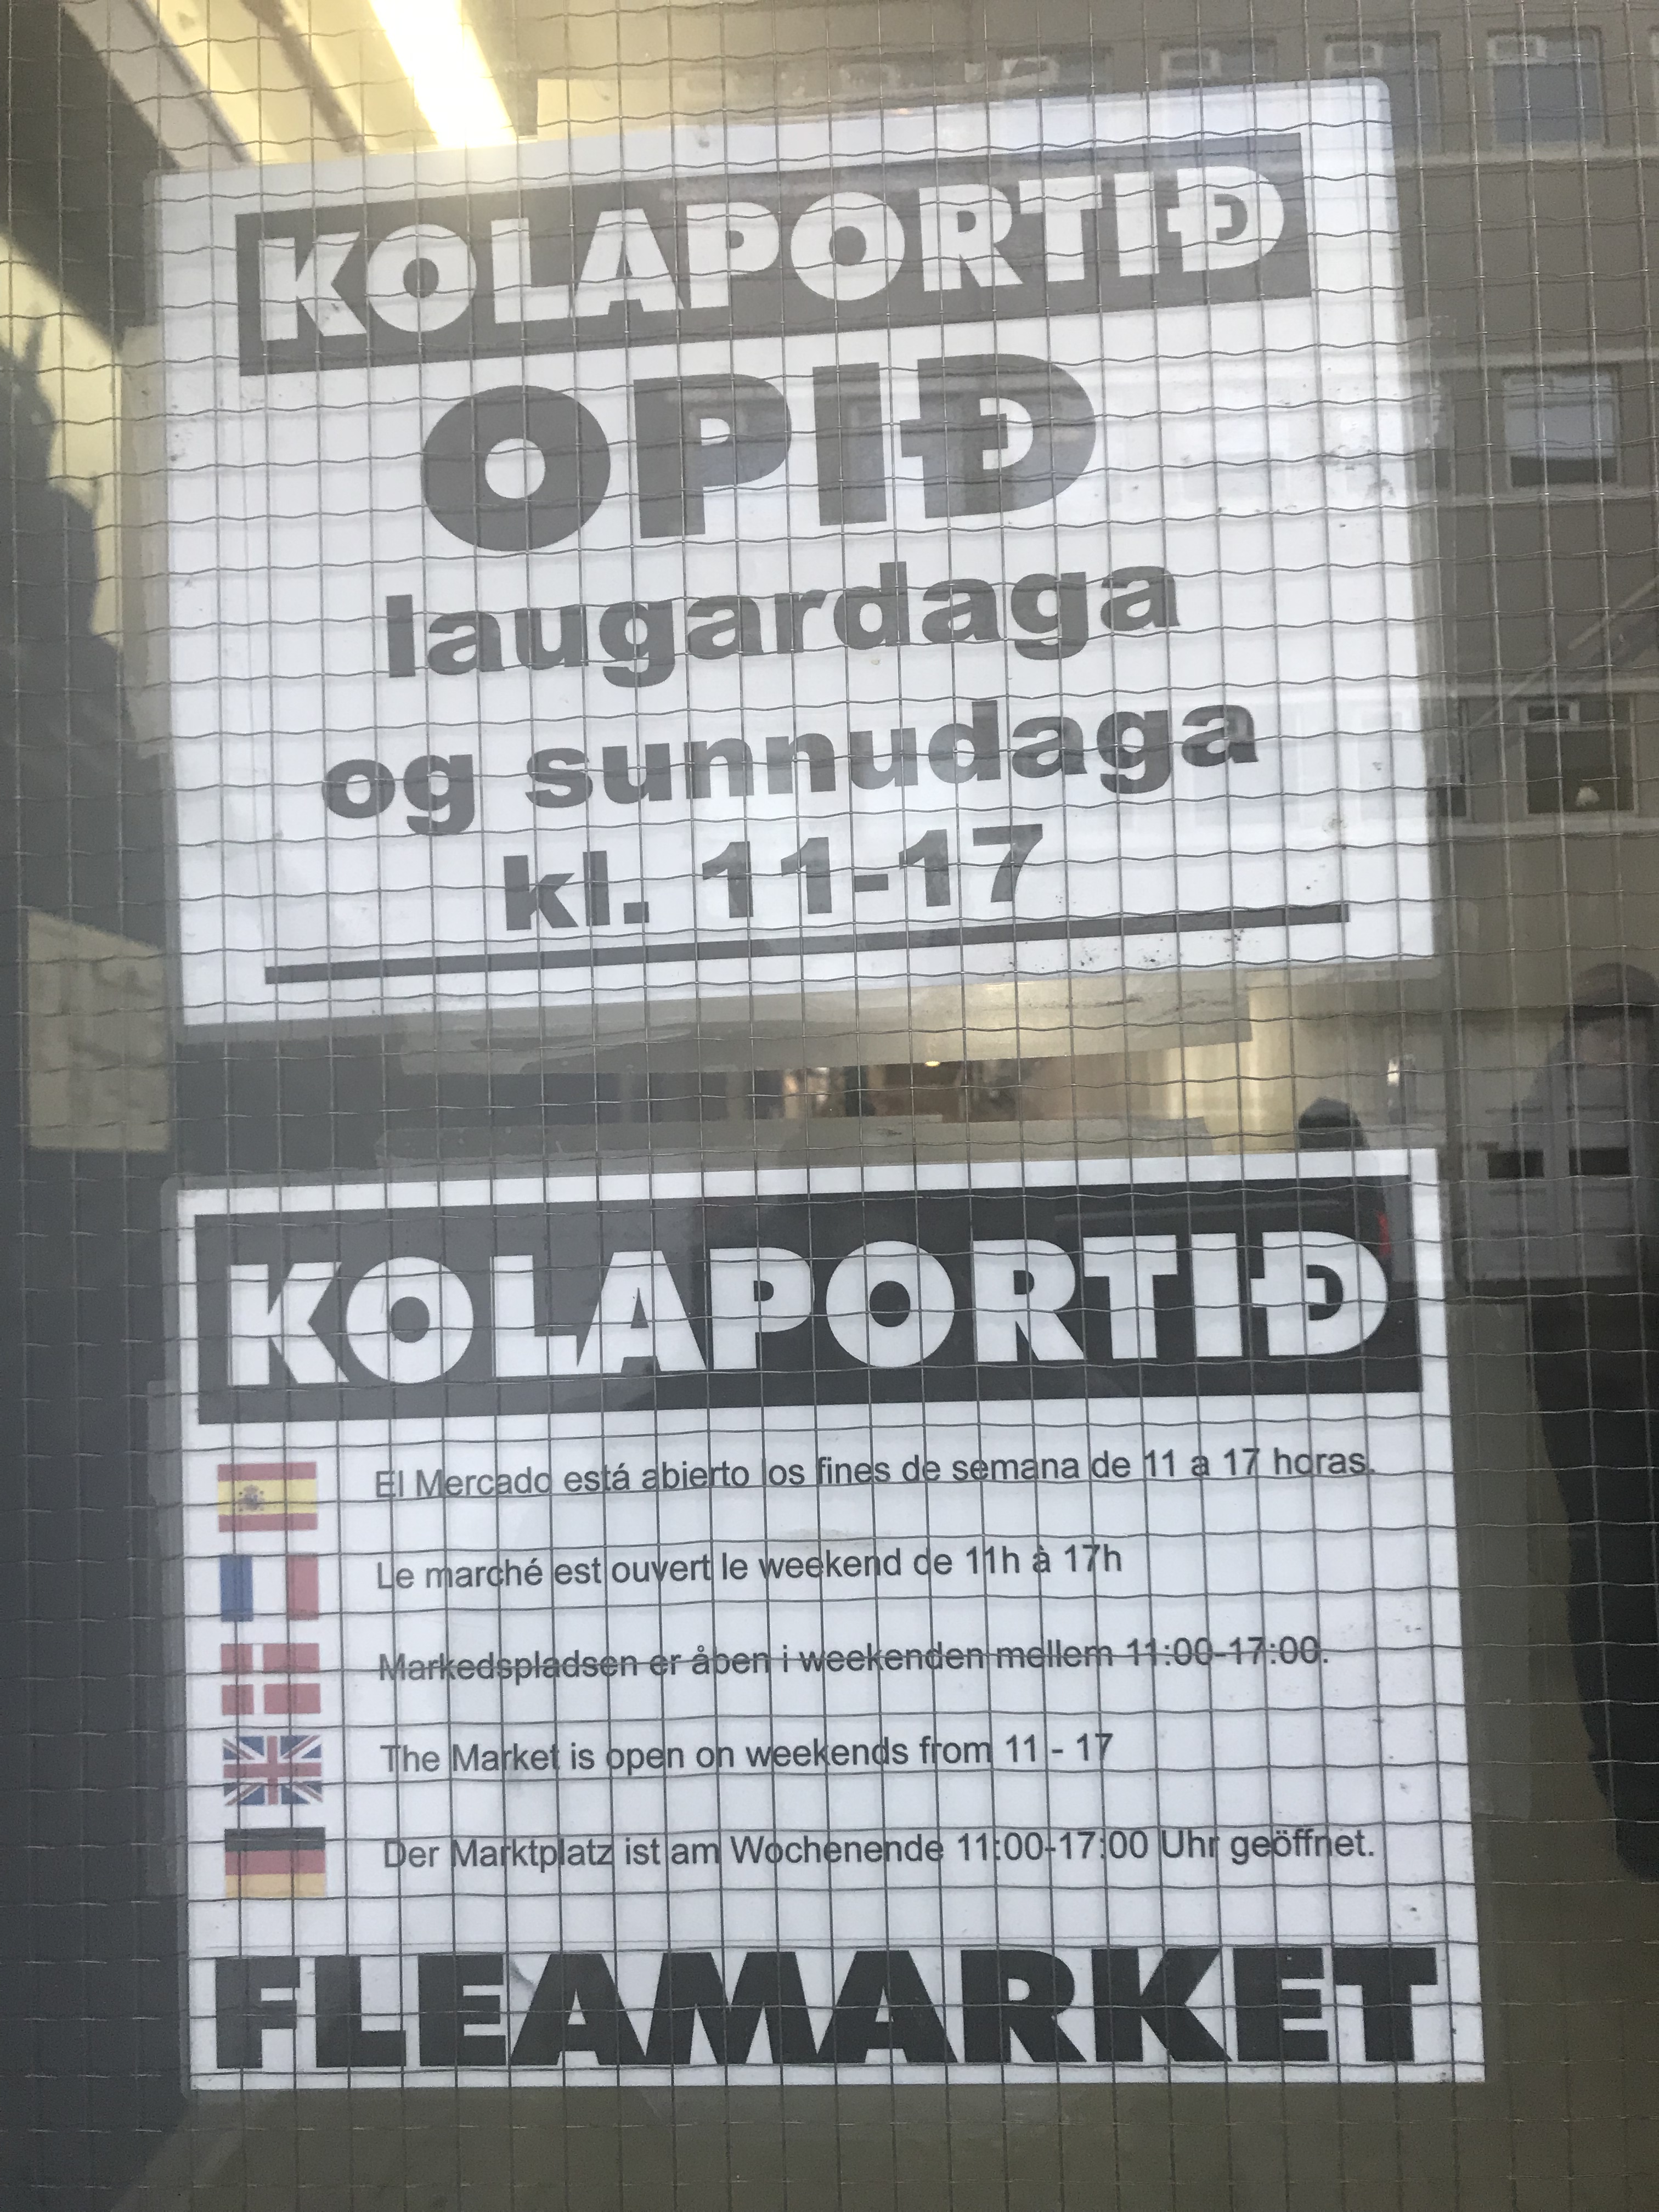 KOLAPORTIÐ
OPIÐ
laugardaga
og sunnudaga
kl. 11-17
KOLAPORTIÐ
El Mercado está abierto los fines de semana de 11 a 17 horas.
Le marché est ouvert le weekend de 11h à 17h
Markedspladsen er åben i weekenden mellem 11:00-17:00.
The Market is open on weekends from 11 - 17
Der Marktplatz ist am Wochenende 11:00-17:00 Uhr geöffnet.
FLEAMARKET